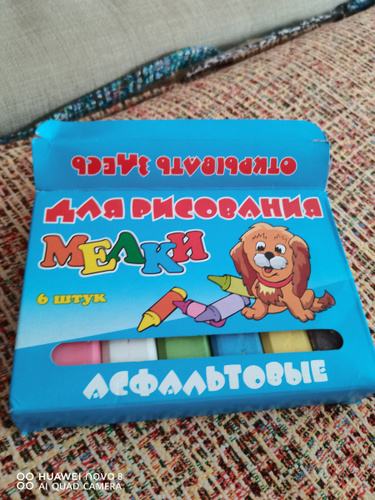 ОТКРЫВАТЬ ЗДЕСЬ
ДЛЯ РИСОВАНИЯ
МЕЛКИ
6 штук
АСФАЛЬТОВЫЕ
HUAWEI nova 8
AI QUAD CAMERA